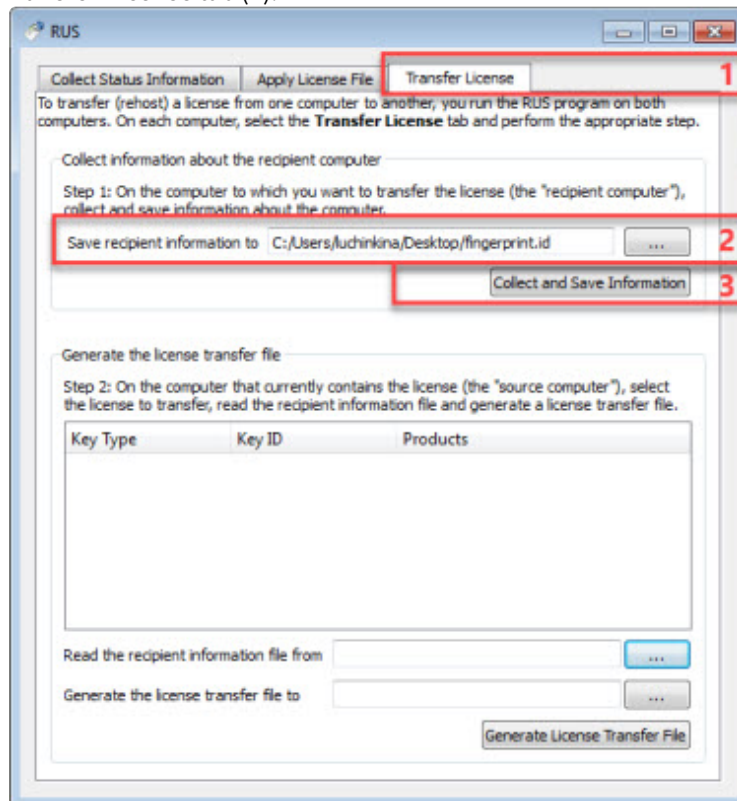 RUS
Collect Status Information Apply License File Transfer License 1
To transfer (rehost) a license from one computer to another, you run the RUS program on both
computers. On each computer, select the Transfer License tab and perform the appropriate step.
Collect information about the recipient computer
Step 1: On the computer to which you want to transfer the license (the "recipient computer"),
collect and save information about the computer.
Save recipient information to C:/Users/luchinkina/Desktop/fingerprint.id ... 2
Collect and Save Information 3
Generate the license transfer file
Step 2: On the computer that currently contains the license (the "source computer"), select
the license to transfer, read the recipient information file and generate a license transfer file.
Key Type Key ID Products
Read the recipient information file from ...
Generate the license transfer file to ...
Generate License Transfer File